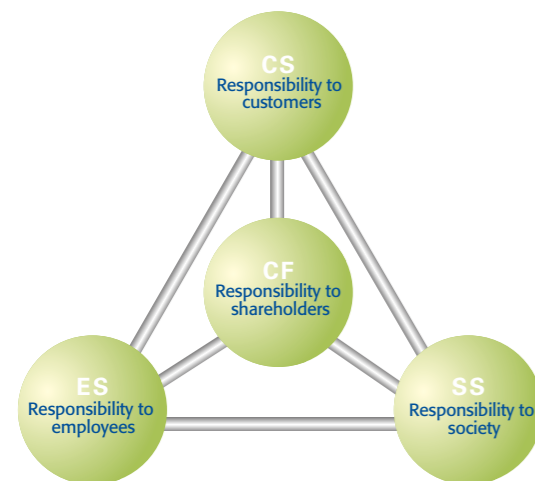 CS
Responsibility to
customers
CF
Responsibility to
shareholders
ES
Responsibility to
employees
SS
Responsibility to
society